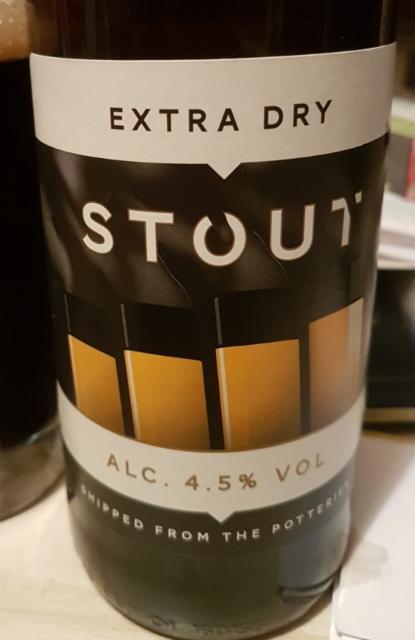 EXTRA DRY
STOUT
ALC. 4.5% VOL
SHIPPED FROM THE POTTERIES